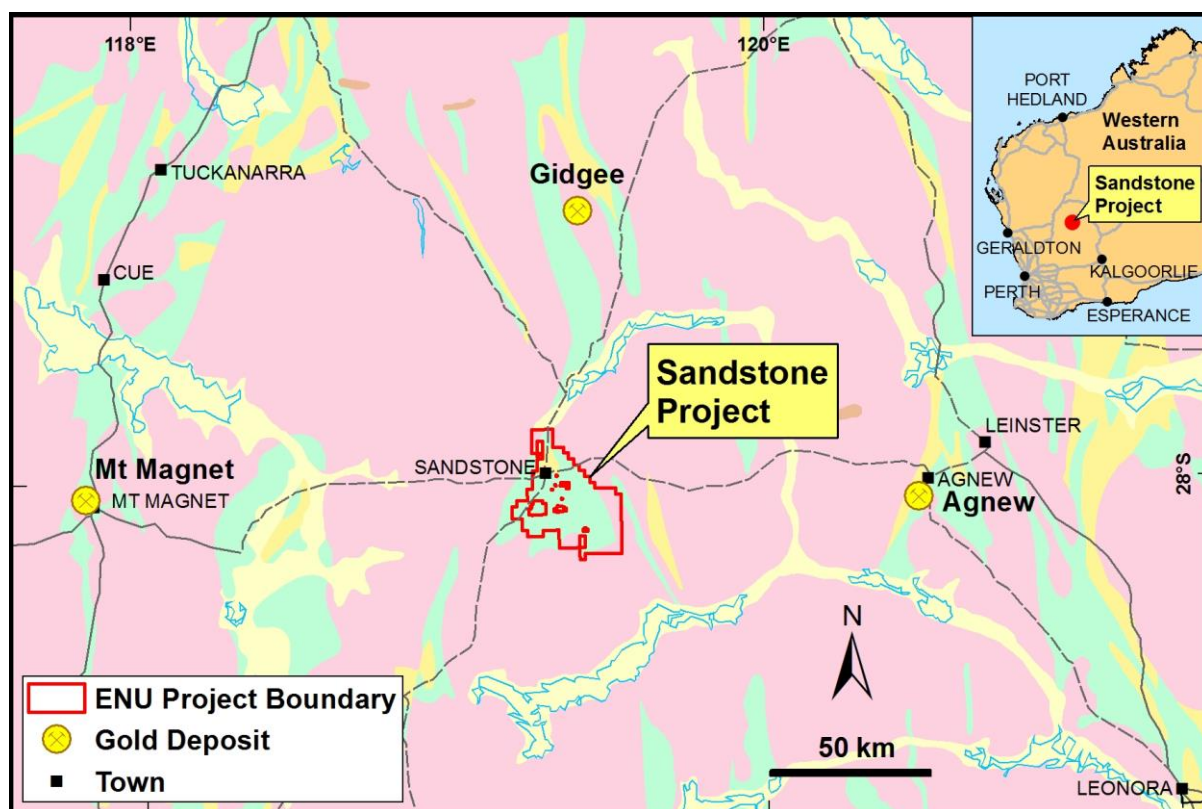 118°E
120°E
PORT
HEDLAND
Western
Australia
Sandstone
Project
GERALDTON
KALGOORLIE
PERTH
ESPERANCE
TUCKANARRA
Gidgee
CUE
Sandstone
Project
LEINSTER
SANDSTONE
Mt Magnet
MT MAGNET
AGNEW
Agnew
28°S
N
ENU Project Boundary
Gold Deposit
Town
50 km
LEONORA